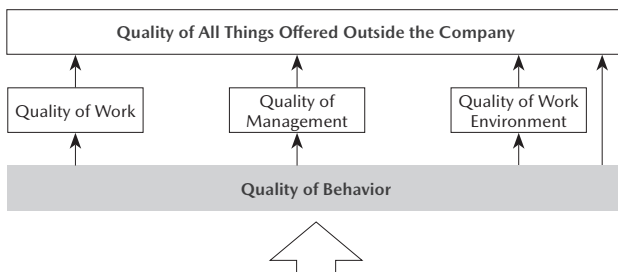 Quality of All Things Offered Outside the Company
Quality of Work
Quality of
Management
Quality of Work
Environment
Quality of Behavior